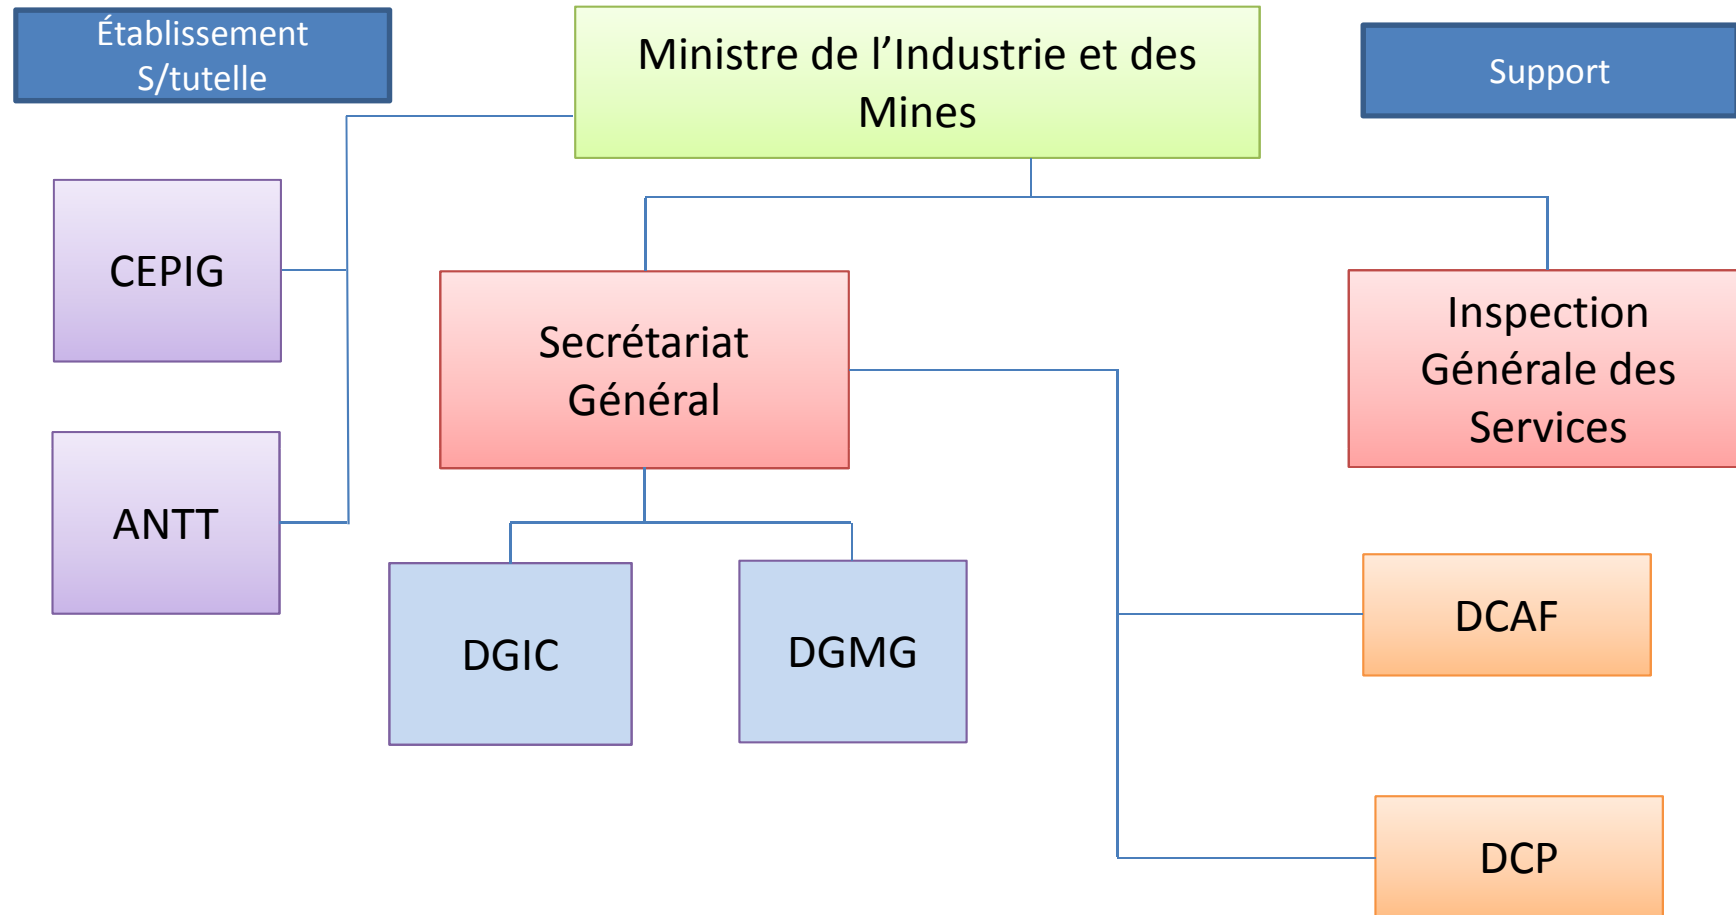 Établissement
S/tutelle
Ministre de l’Industrie et des
Mines
Support
CEPIG
Secrétariat
Général
Inspection
Générale des
Services
ANTT
DGIC
DGMG
DCAF
DCP